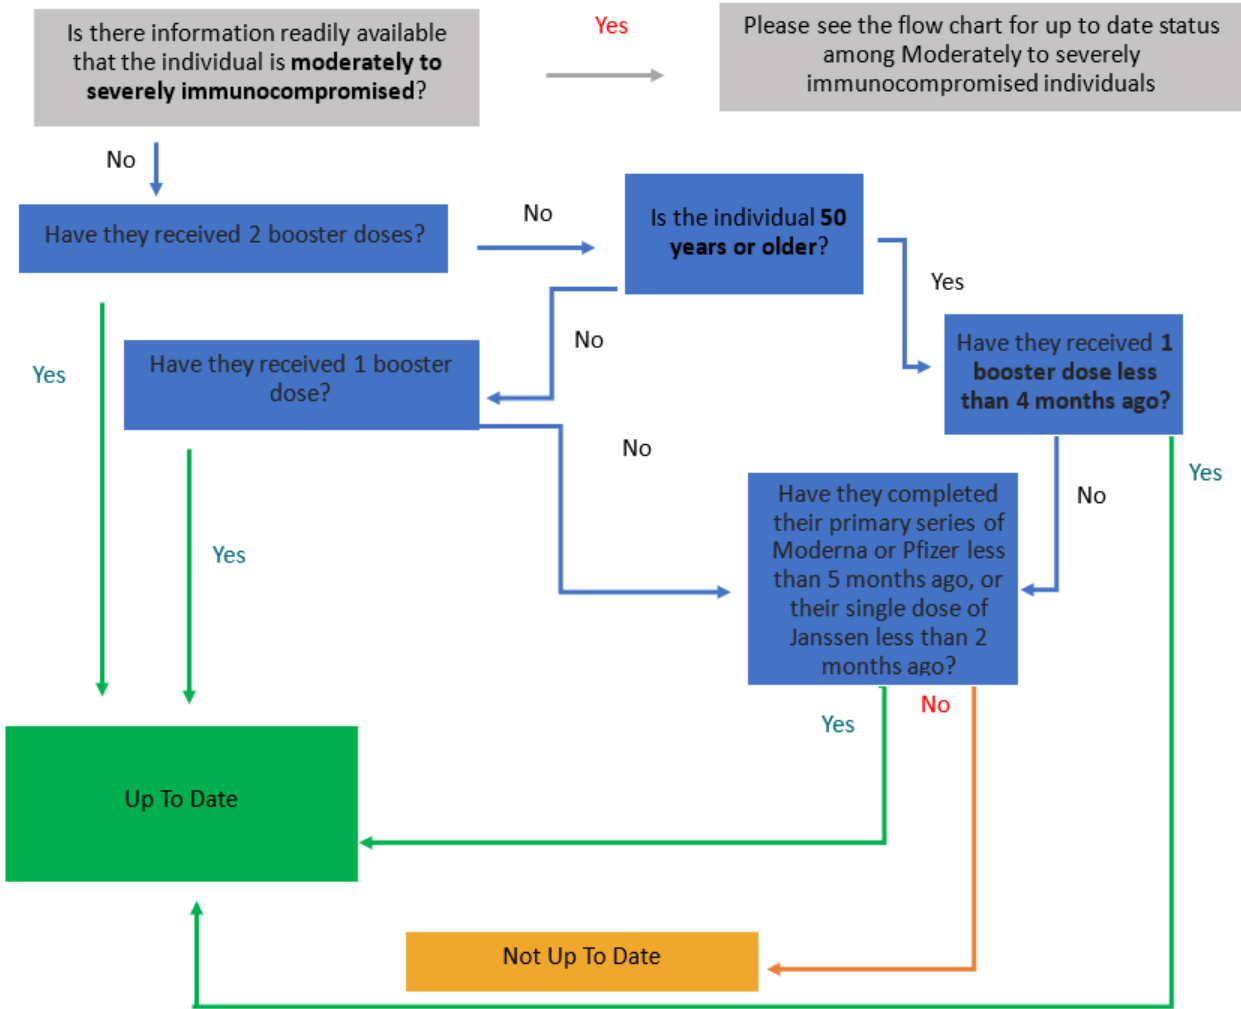 Is there information readily available
that the individual is moderately to
severely immunocompromised?
Yes
Please see the flow chart for up to date status
among Moderately to severely
immunocompromised individuals
No
Have they received 2 booster doses?
No
Is the individual 50
years or older?
Yes
No
Have they received 1
booster dose less
than 4 months ago?
Yes
Have they received 1 booster
dose?
No
Yes
No
Have they completed
their primary series of
Moderna or Pfizer less
than 5 months ago, or
their single dose of
Janssen less than 2
months ago?
Yes
Yes
No
Up To Date
Not Up To Date